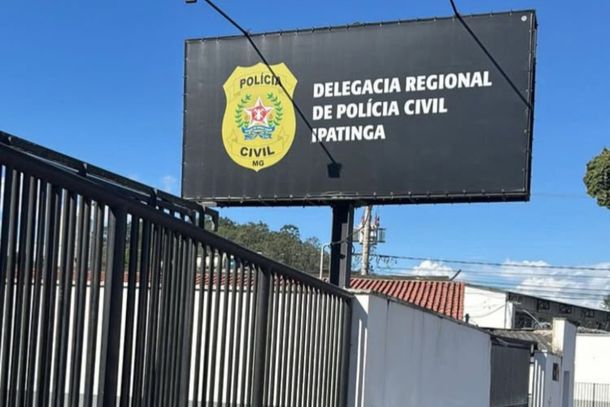 POLÍCIA
CIVIL
MG
DELEGACIA REGIONAL
DE POLÍCIA CIVIL
IPATINGA